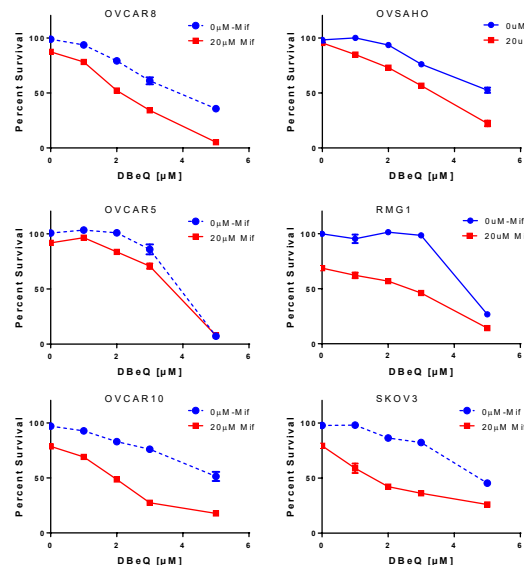 OVCAR8
Percent Survival
100
50
0
0 2 4 6
DBeQ [µM]
0µM-Mif
20µM Mif
OVSAHO
Percent Survival
100
50
0
0 2 4 6
DBeQ [µM]
0uM
20u
OVCAR5
Percent Survival
100
50
0
0 2 4 6
DBeQ [µM]
0µM-Mif
20µM Mif
RMG1
Percent Survival
100
50
0
0 2 4 6
DBeQ [µM]
0uM-Mif
20uM M
OVCAR10
Percent Survival
100
50
0
0 2 4 6
DBeQ [µM]
0µM-Mif
20µM Mif
SKOV3
Percent Survival
100
50
0
0 2 4 6
DBeQ [µM]
0µM-Mif
20µM Mif